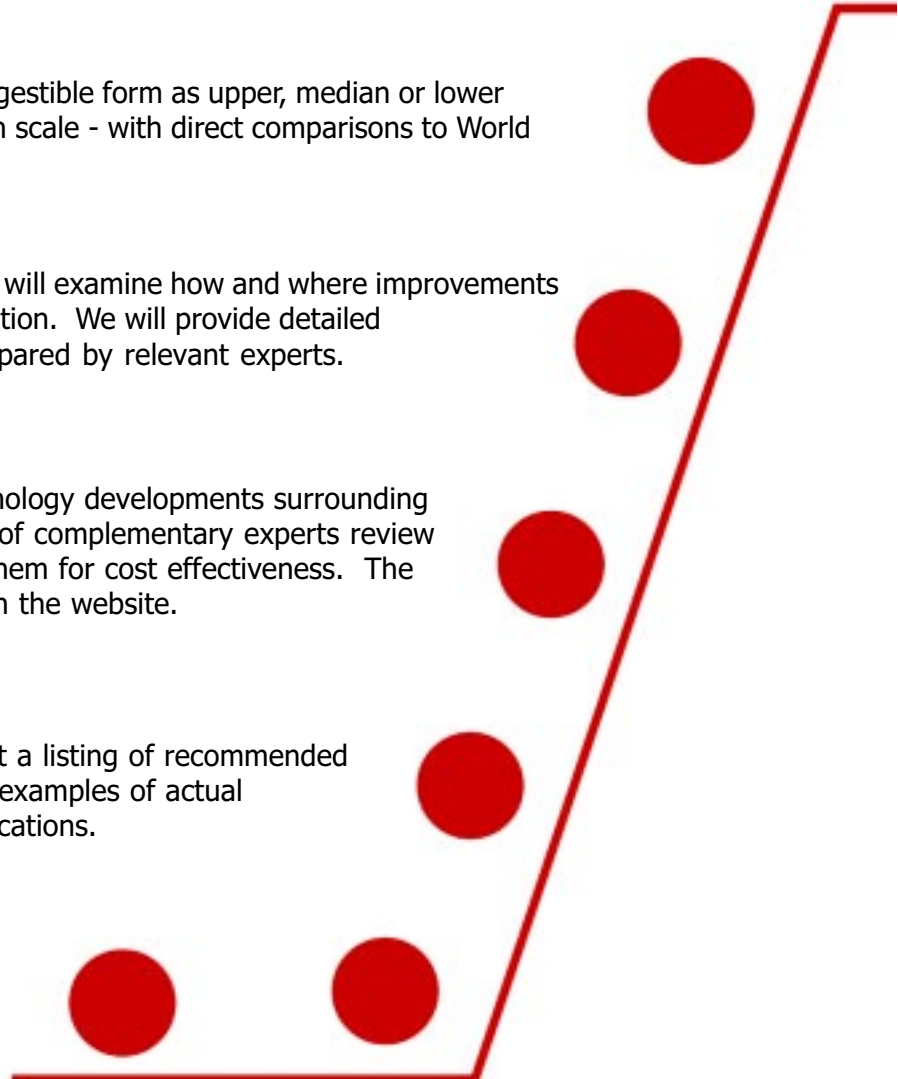 gestible form as upper, median or lower
scale - with direct comparisons to World
will examine how and where improvements
tion. We will provide detailed
pared by relevant experts.
nology developments surrounding
of complementary experts review
hem for cost effectiveness. The
the website.
a listing of recommended
examples of actual
cations.